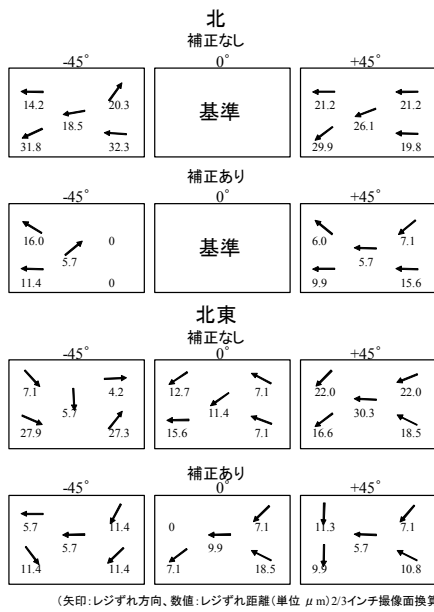 北
補正なし
-45° 0° +45°
14.2 20.3 基準 21.2 21.2
18.5 26.1
31.8 32.3 29.9 19.8
補正あり
-45° 0° +45°
16.0 0 基準 6.0 7.1
5.7 5.7
11.4 0 9.9 15.6
北東
補正なし
-45° 0° +45°
7.1 4.2 12.7 7.1 22.0 22.0
5.7 11.4 30.3
27.9 27.3 15.6 7.1 16.6 18.5
補正あり
-45° 0° +45°
5.7 11.4 0 7.1 11.3 7.1
5.7 9.9 5.7
11.4 11.4 7.1 18.5 9.9 10.8
(矢印:レジずれ方向、数値:レジずれ距離(単位 μm)2/3インチ撮像面換算